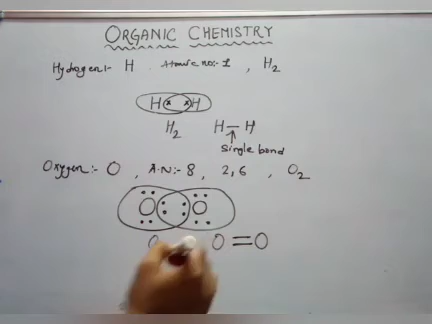 ORGANIC CHEMISTRY
Hydrogen:- H , Atomic no:- 1 , H2
H H
H2 H — H
Single bond
Oxygen:- O , A.N:- 8 , 2, 6 , O2
O O
O O = O